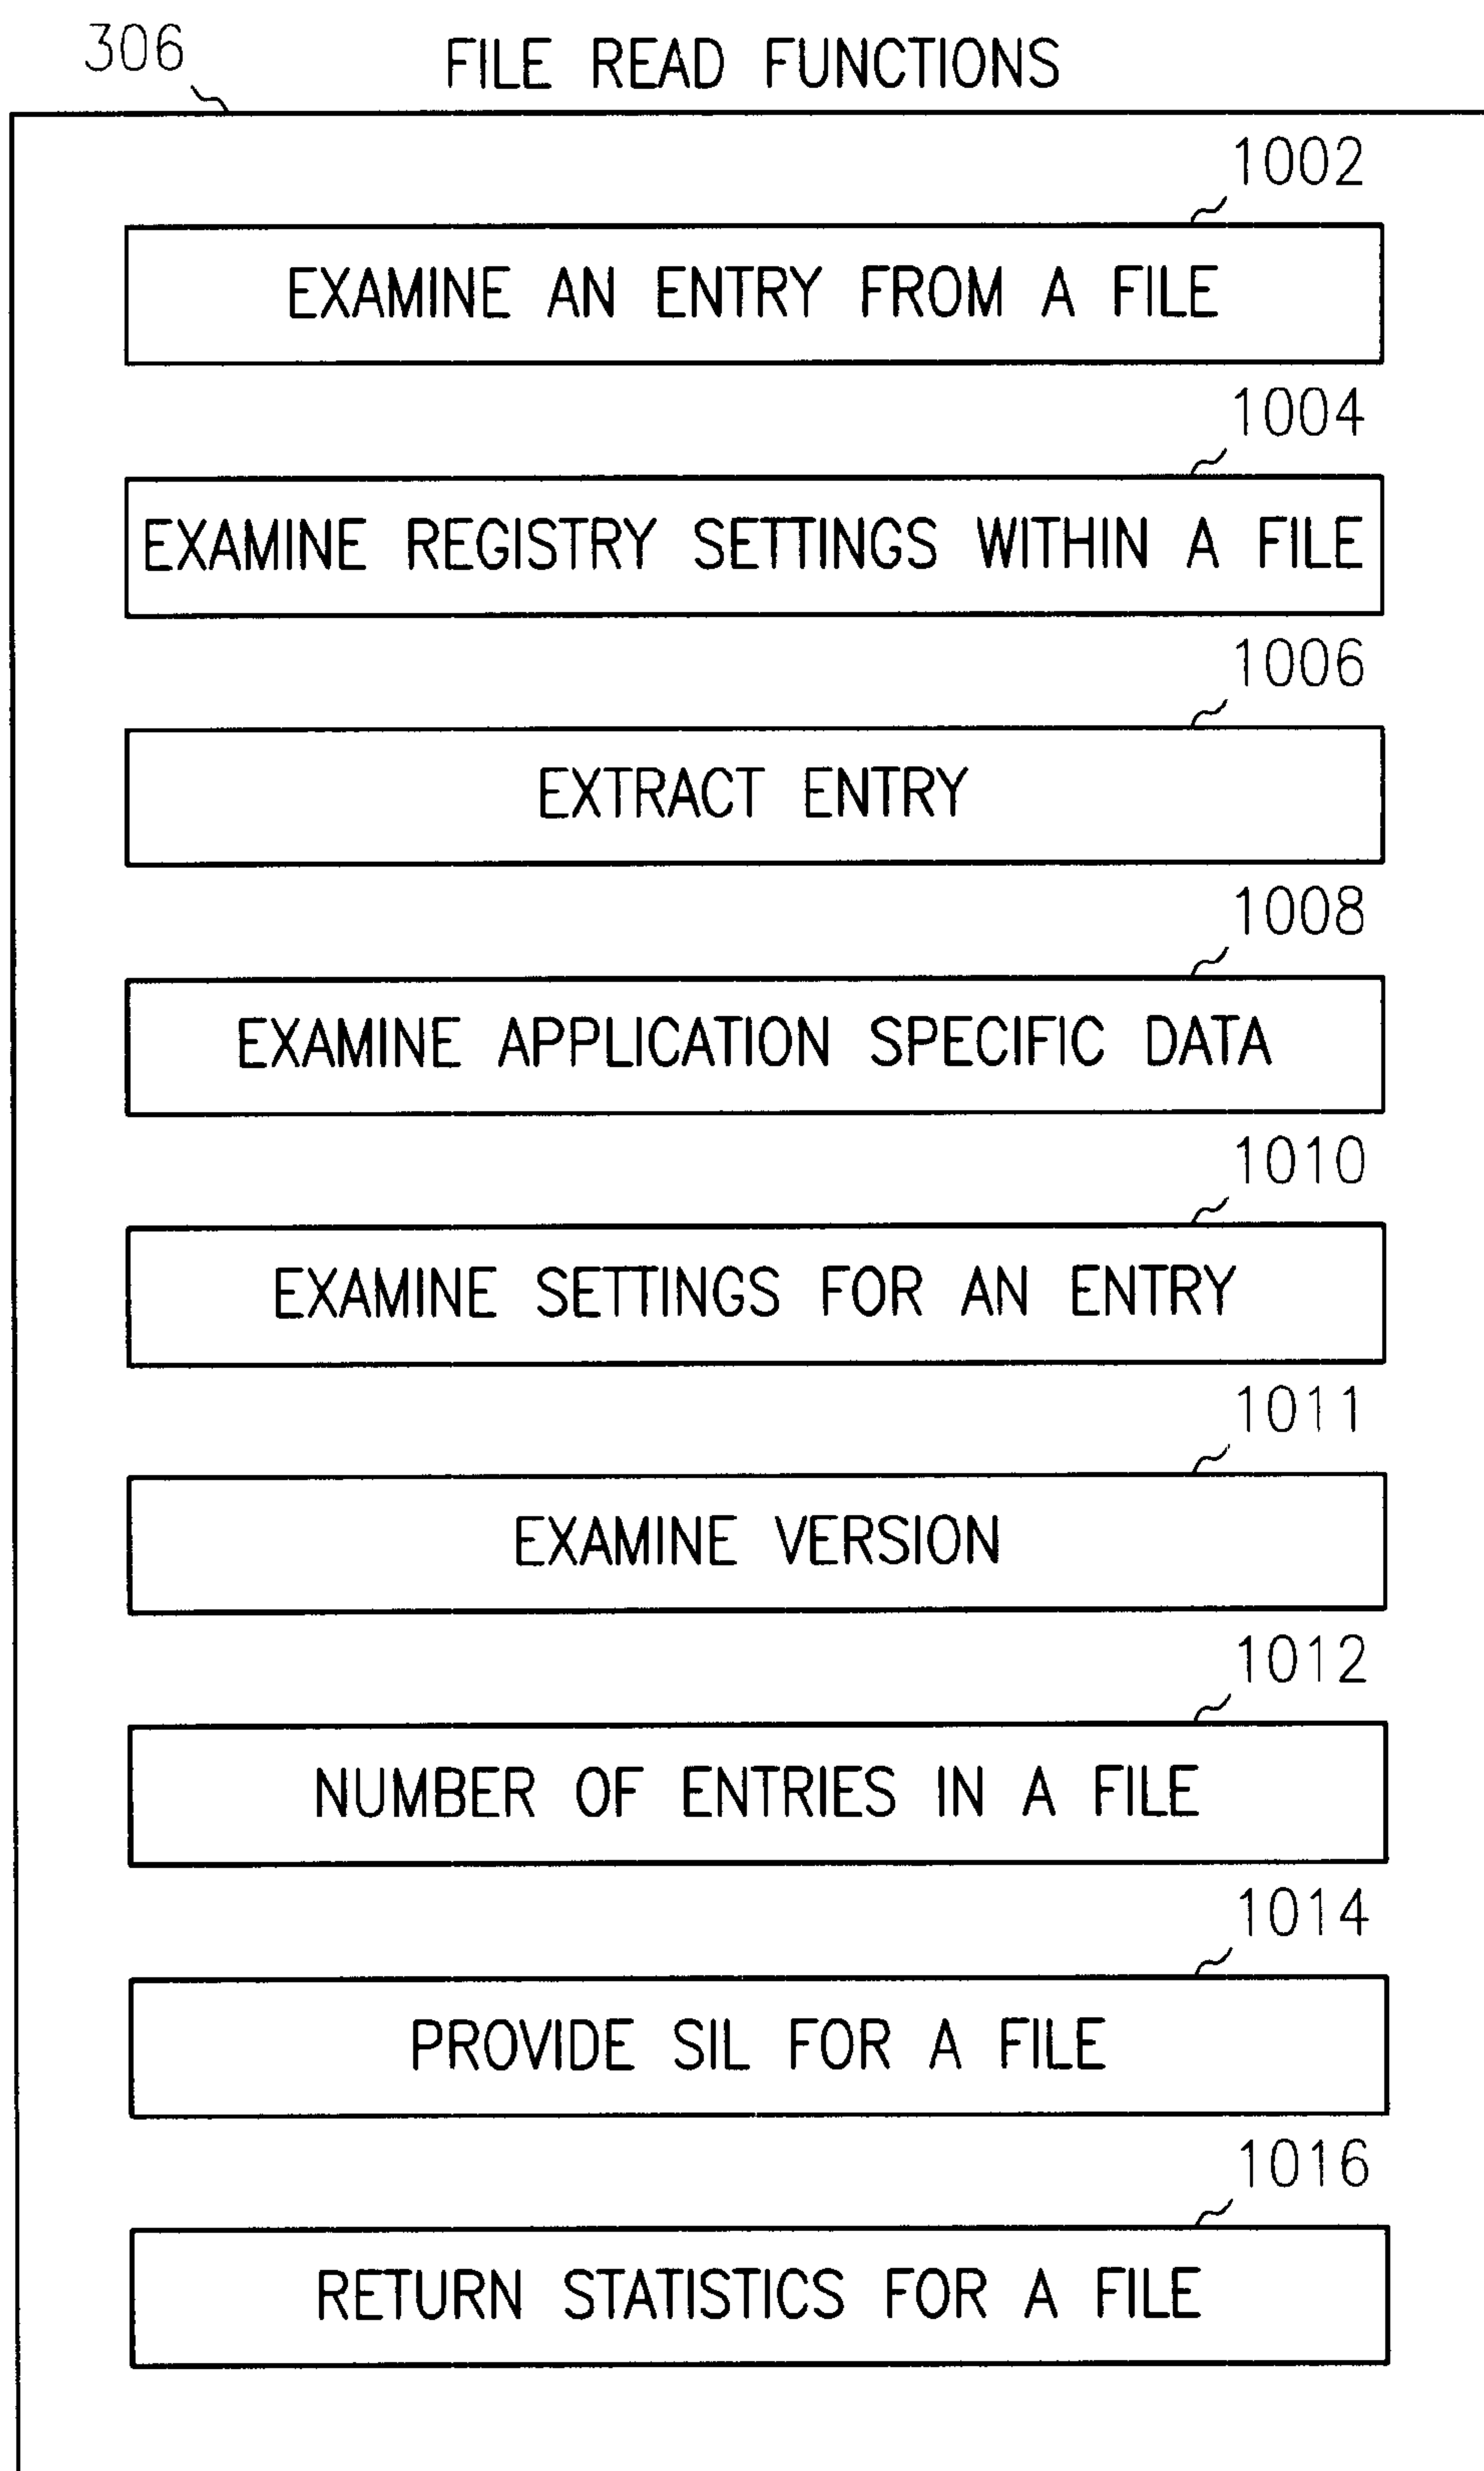 306
FILE READ FUNCTIONS
1002
EXAMINE AN ENTRY FROM A FILE
1004
EXAMINE REGISTRY SETTINGS WITHIN A FILE
1006
EXTRACT ENTRY
1008
EXAMINE APPLICATION SPECIFIC DATA
1010
EXAMINE SETTINGS FOR AN ENTRY
1011
EXAMINE VERSION
1012
NUMBER OF ENTRIES IN A FILE
1014
PROVIDE SIL FOR A FILE
1016
RETURN STATISTICS FOR A FILE